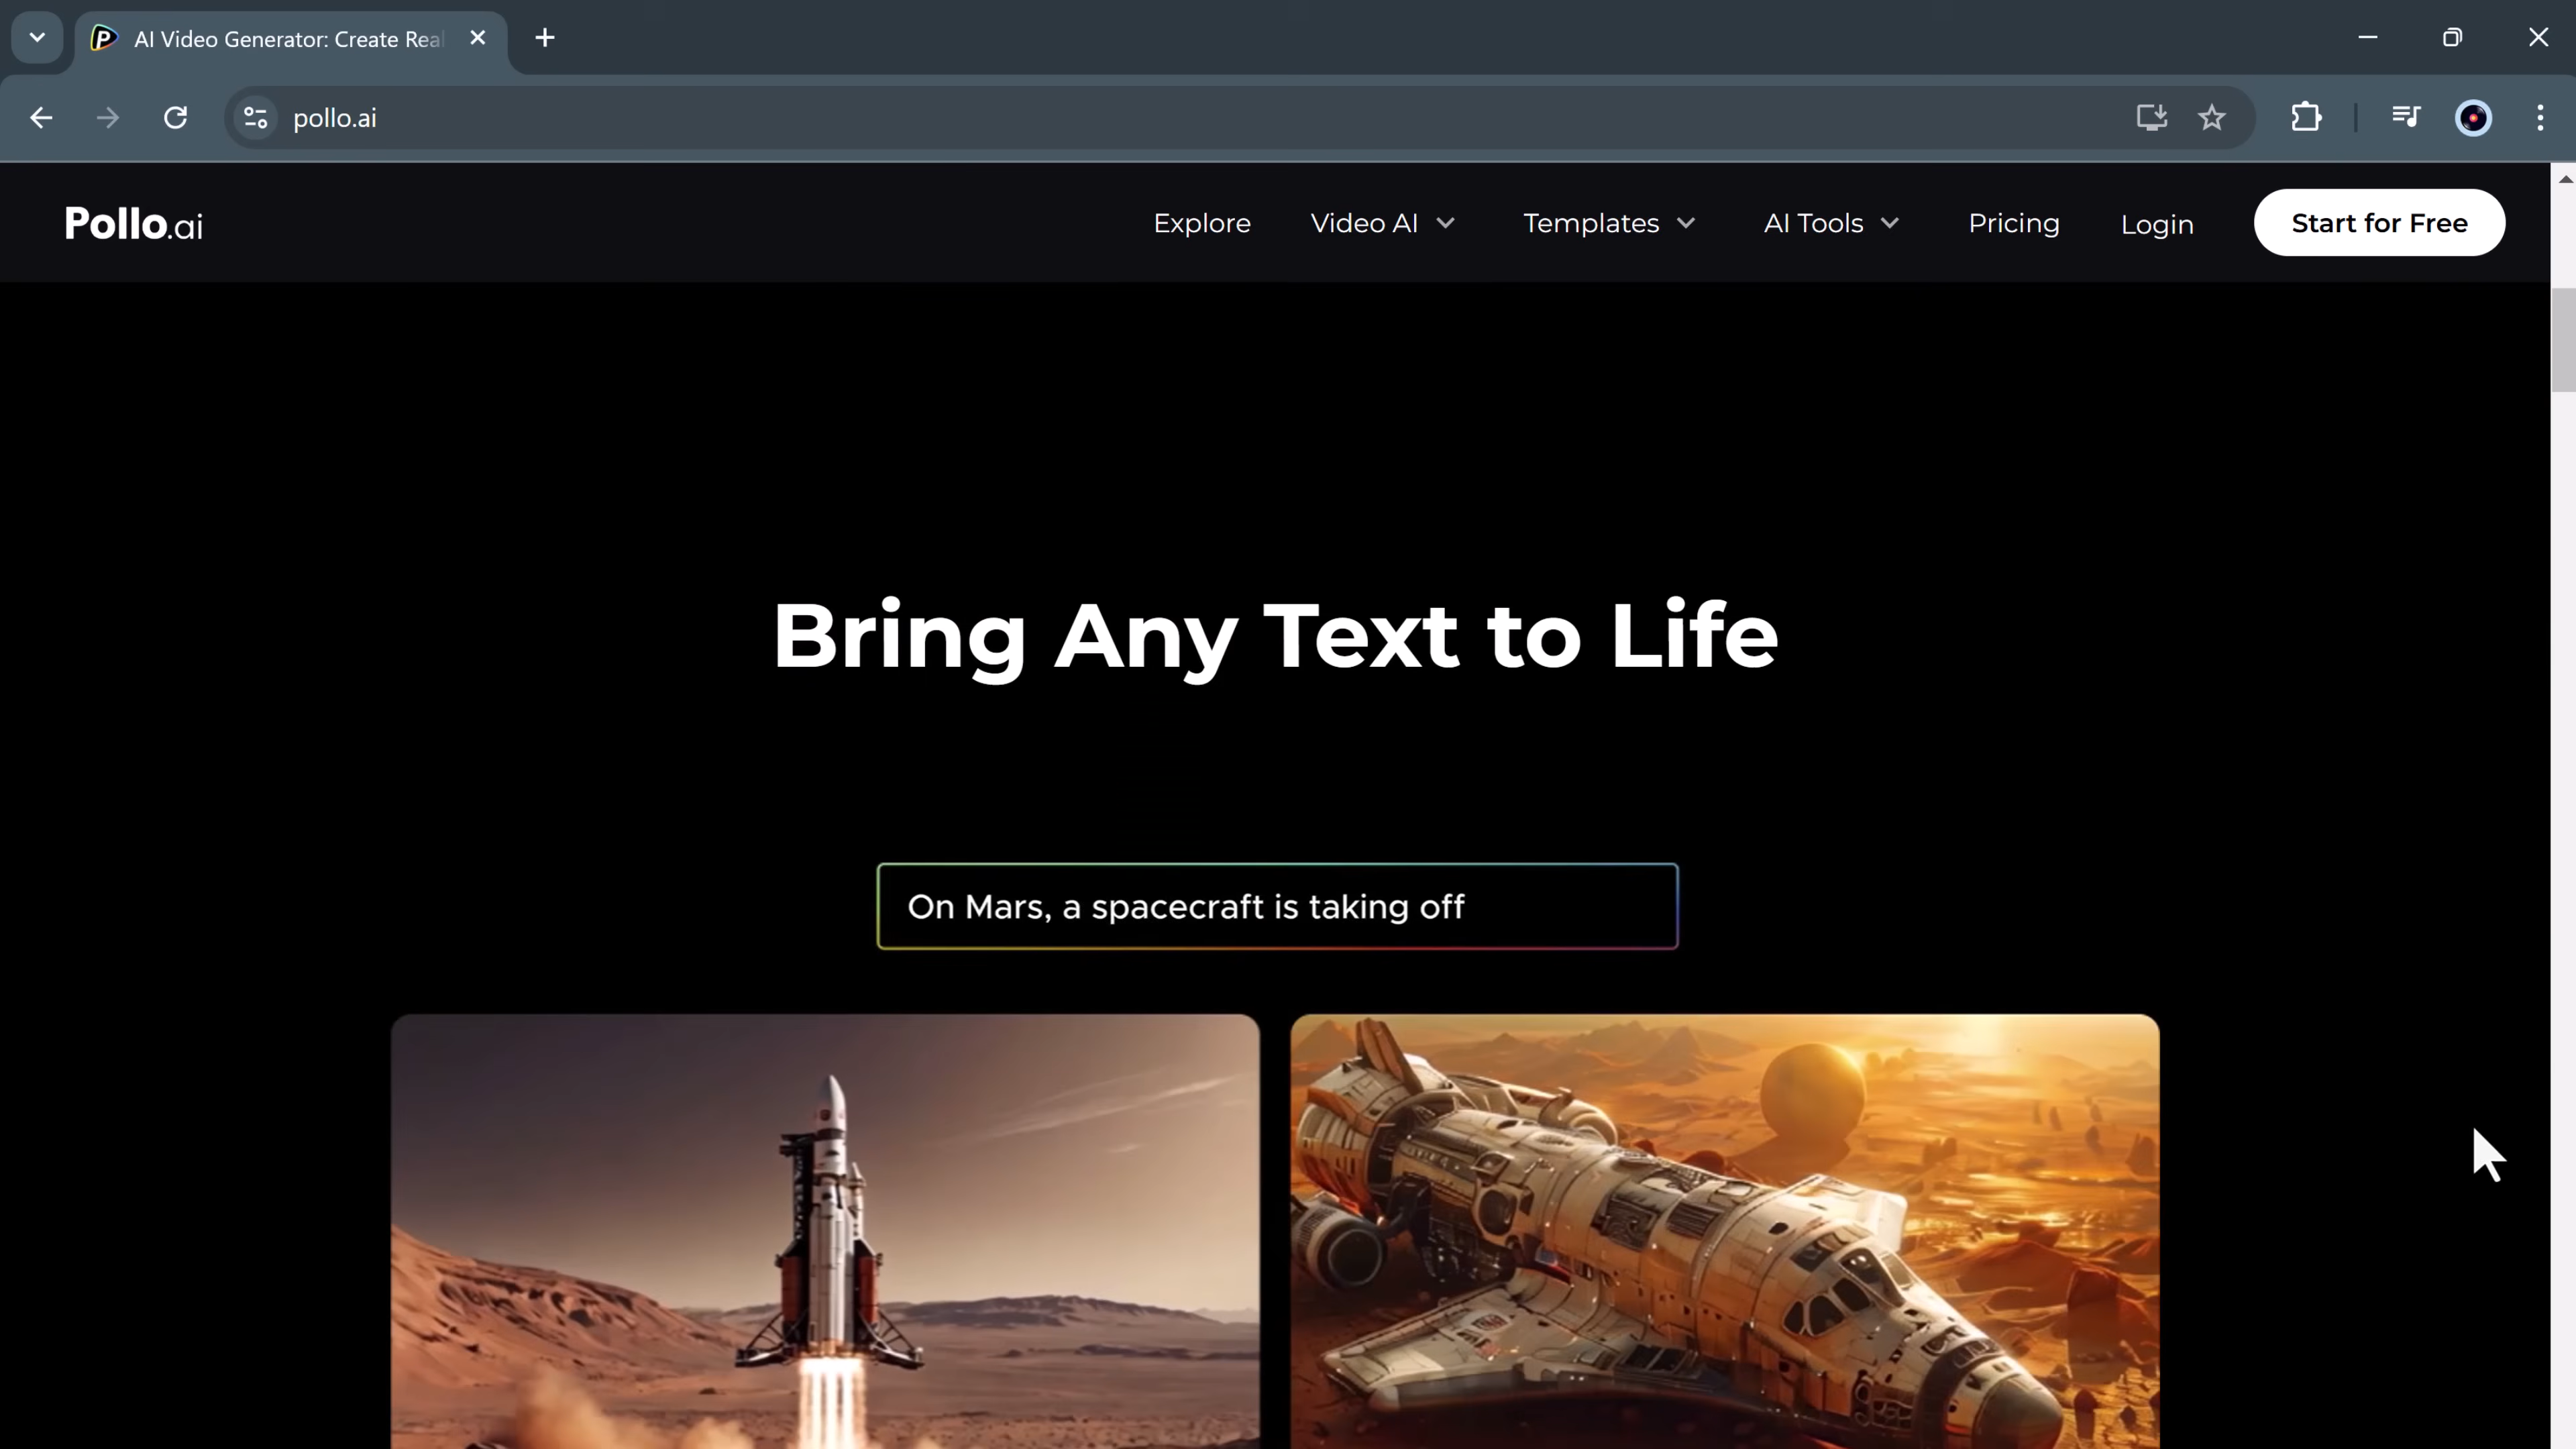 AI Video Generator: Create Real
pollo.ai
Pollo.ai
Explore
Video AI
Templates
AI Tools
Pricing
Login
Start for Free
Bring Any Text to Life
On Mars, a spacecraft is taking off